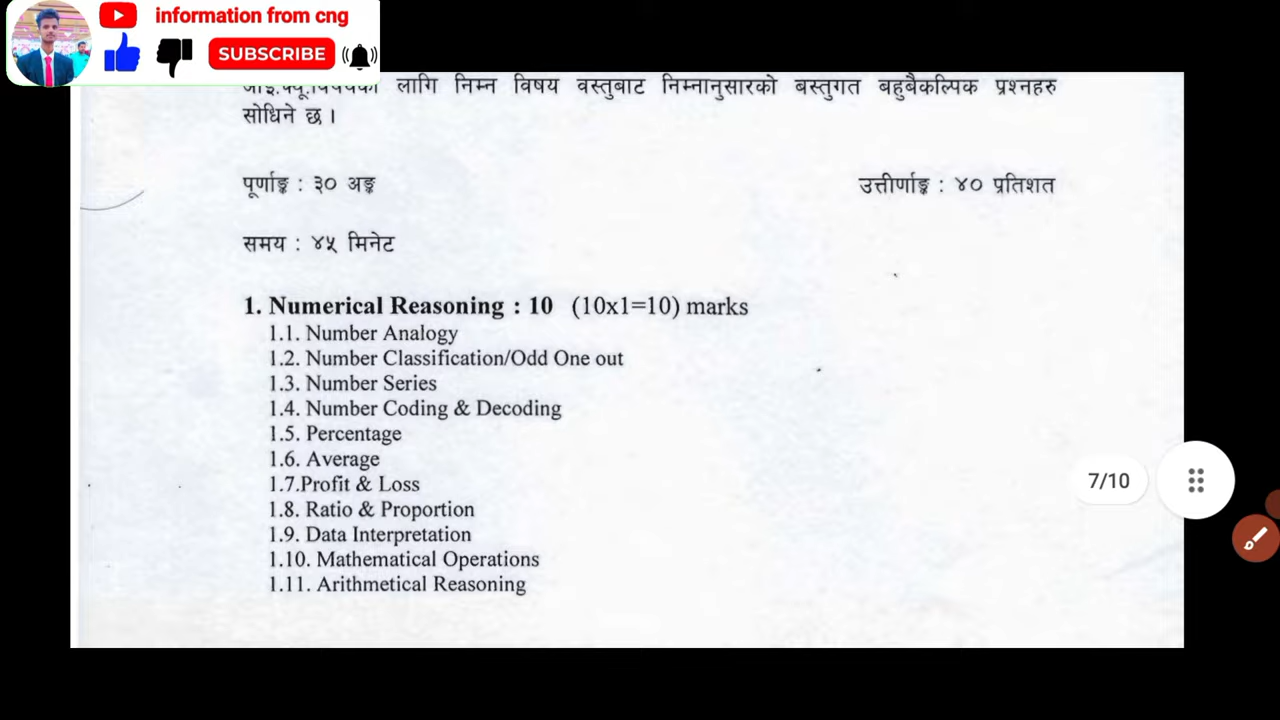 information from cng
SUBSCRIBE
लागि निम्न विषय वस्तुबाट निम्नानुसारको बस्तुगत बहुबैकल्पिक प्रश्नहरु
सोधिने छ ।
पूर्णाङ्क : ३० अङ्क
उत्तीर्णाङ्क : ४० प्रतिशत
समय : ४५ मिनेट
1. Numerical Reasoning : 10 (10x1=10) marks
1.1. Number Analogy
1.2. Number Classification/Odd One out
1.3. Number Series
1.4. Number Coding & Decoding
1.5. Percentage
1.6. Average
1.7.Profit & Loss
1.8. Ratio & Proportion
1.9. Data Interpretation
1.10. Mathematical Operations
1.11. Arithmetical Reasoning
7/10